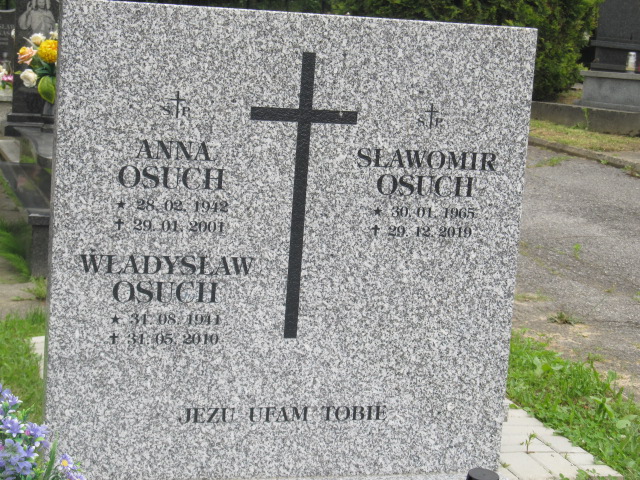 Ś P
ANNA
OSUCH
★ 28. 02. 1942
✝ 29. 01. 2001
WŁADYSŁAW
OSUCH
★ 31. 08. 1941
✝ 31. 05. 2010
Ś P
SŁAWOMIR
OSUCH
★ 30. 01. 1965
✝ 29. 12. 2019
JEZU UFAM TOBIE